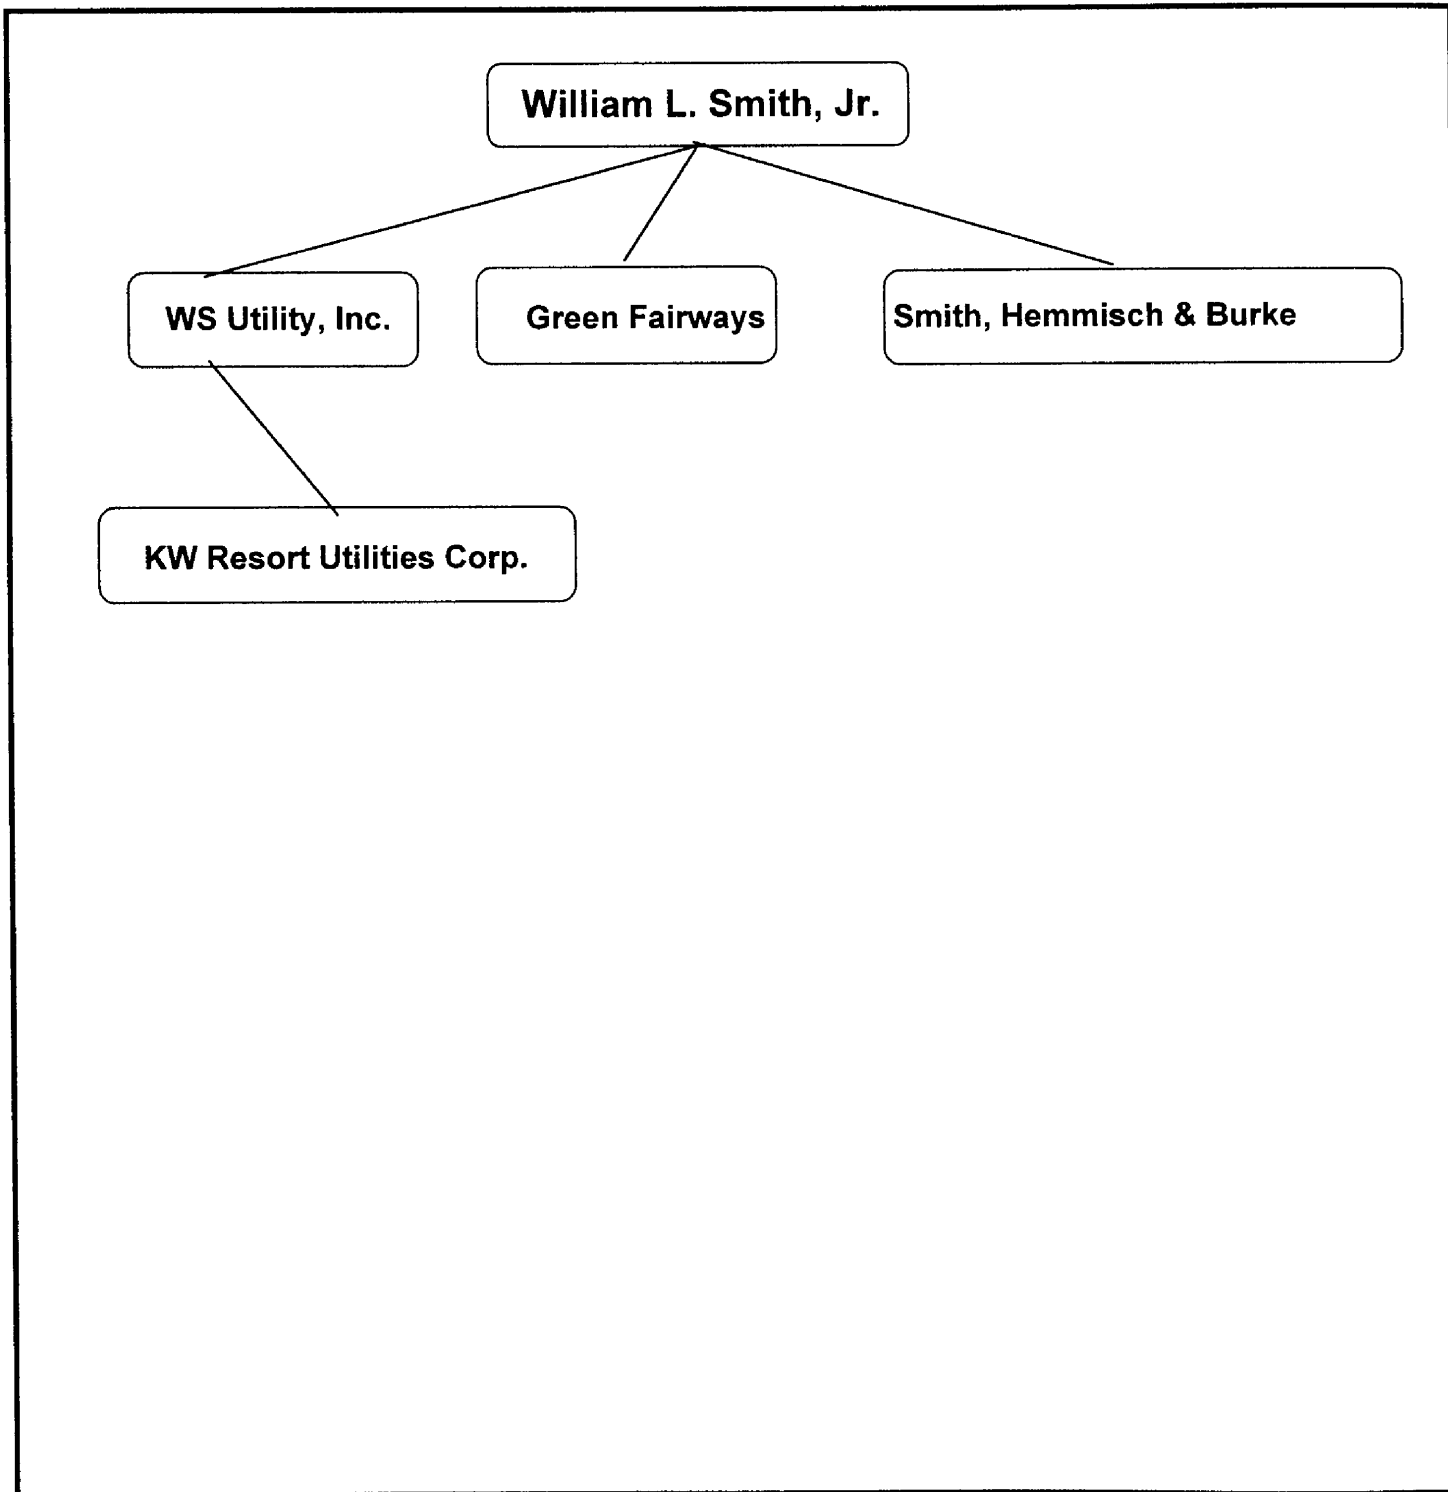 William L. Smith, Jr.
WS Utility, Inc.
Green Fairways
Smith, Hemmisch & Burke
KW Resort Utilities Corp.